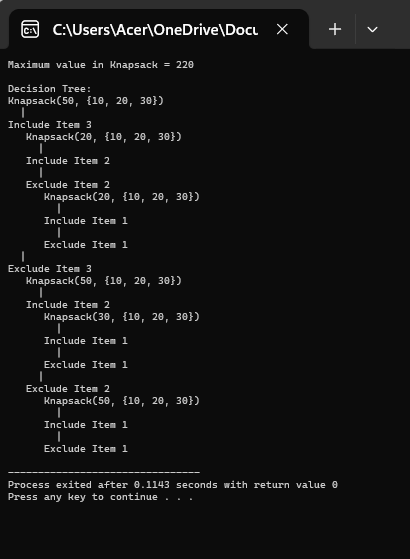 C:\Users\Acer\OneDrive\Docu
Maximum value in Knapsack = 220
Decision Tree:
Knapsack(50, {10, 20, 30})
|
Include Item 3
Knapsack(20, {10, 20, 30})
|
Include Item 2
|
Exclude Item 2
Knapsack(20, {10, 20, 30})
|
Include Item 1
|
Exclude Item 1
|
Exclude Item 3
Knapsack(50, {10, 20, 30})
|
Include Item 2
Knapsack(30, {10, 20, 30})
|
Include Item 1
|
Exclude Item 1
|
Exclude Item 2
Knapsack(50, {10, 20, 30})
|
Include Item 1
|
Exclude Item 1
--------------------------------
Process exited after 0.1143 seconds with return value 0
Press any key to continue . . .